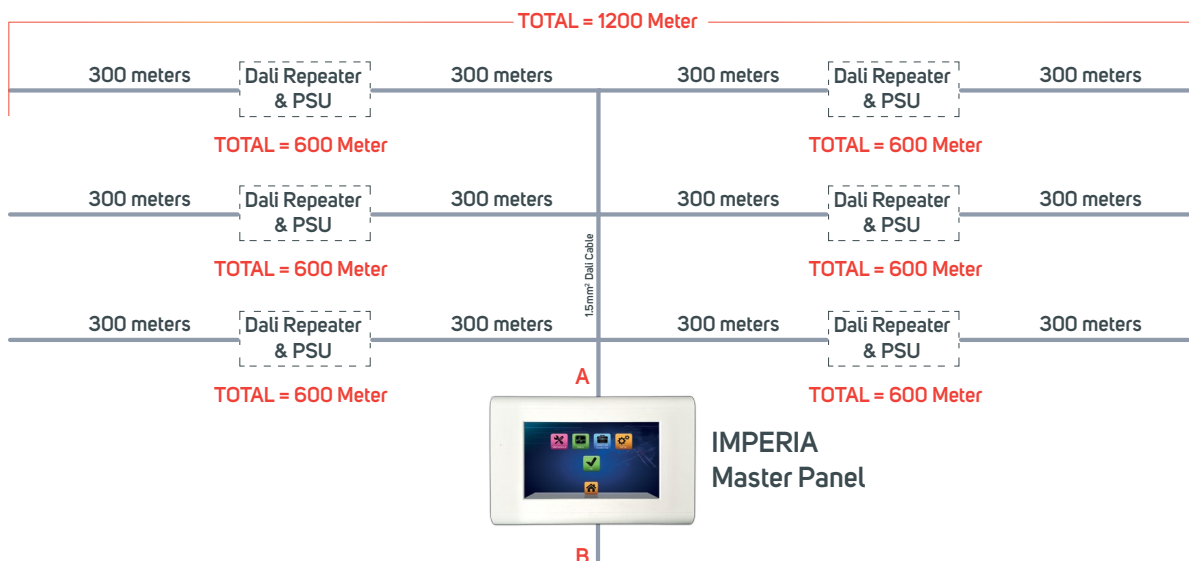 TOTAL = 1200 Meter
300 meters
Dali Repeater
& PSU
300 meters
300 meters
Dali Repeater
& PSU
300 meters
TOTAL = 600 Meter
TOTAL = 600 Meter
300 meters
Dali Repeater
& PSU
300 meters
300 meters
Dali Repeater
& PSU
300 meters
TOTAL = 600 Meter
TOTAL = 600 Meter
1.5mm² Dali Cable
300 meters
Dali Repeater
& PSU
300 meters
300 meters
Dali Repeater
& PSU
300 meters
TOTAL = 600 Meter
TOTAL = 600 Meter
A
IMPERIA
Master Panel
B